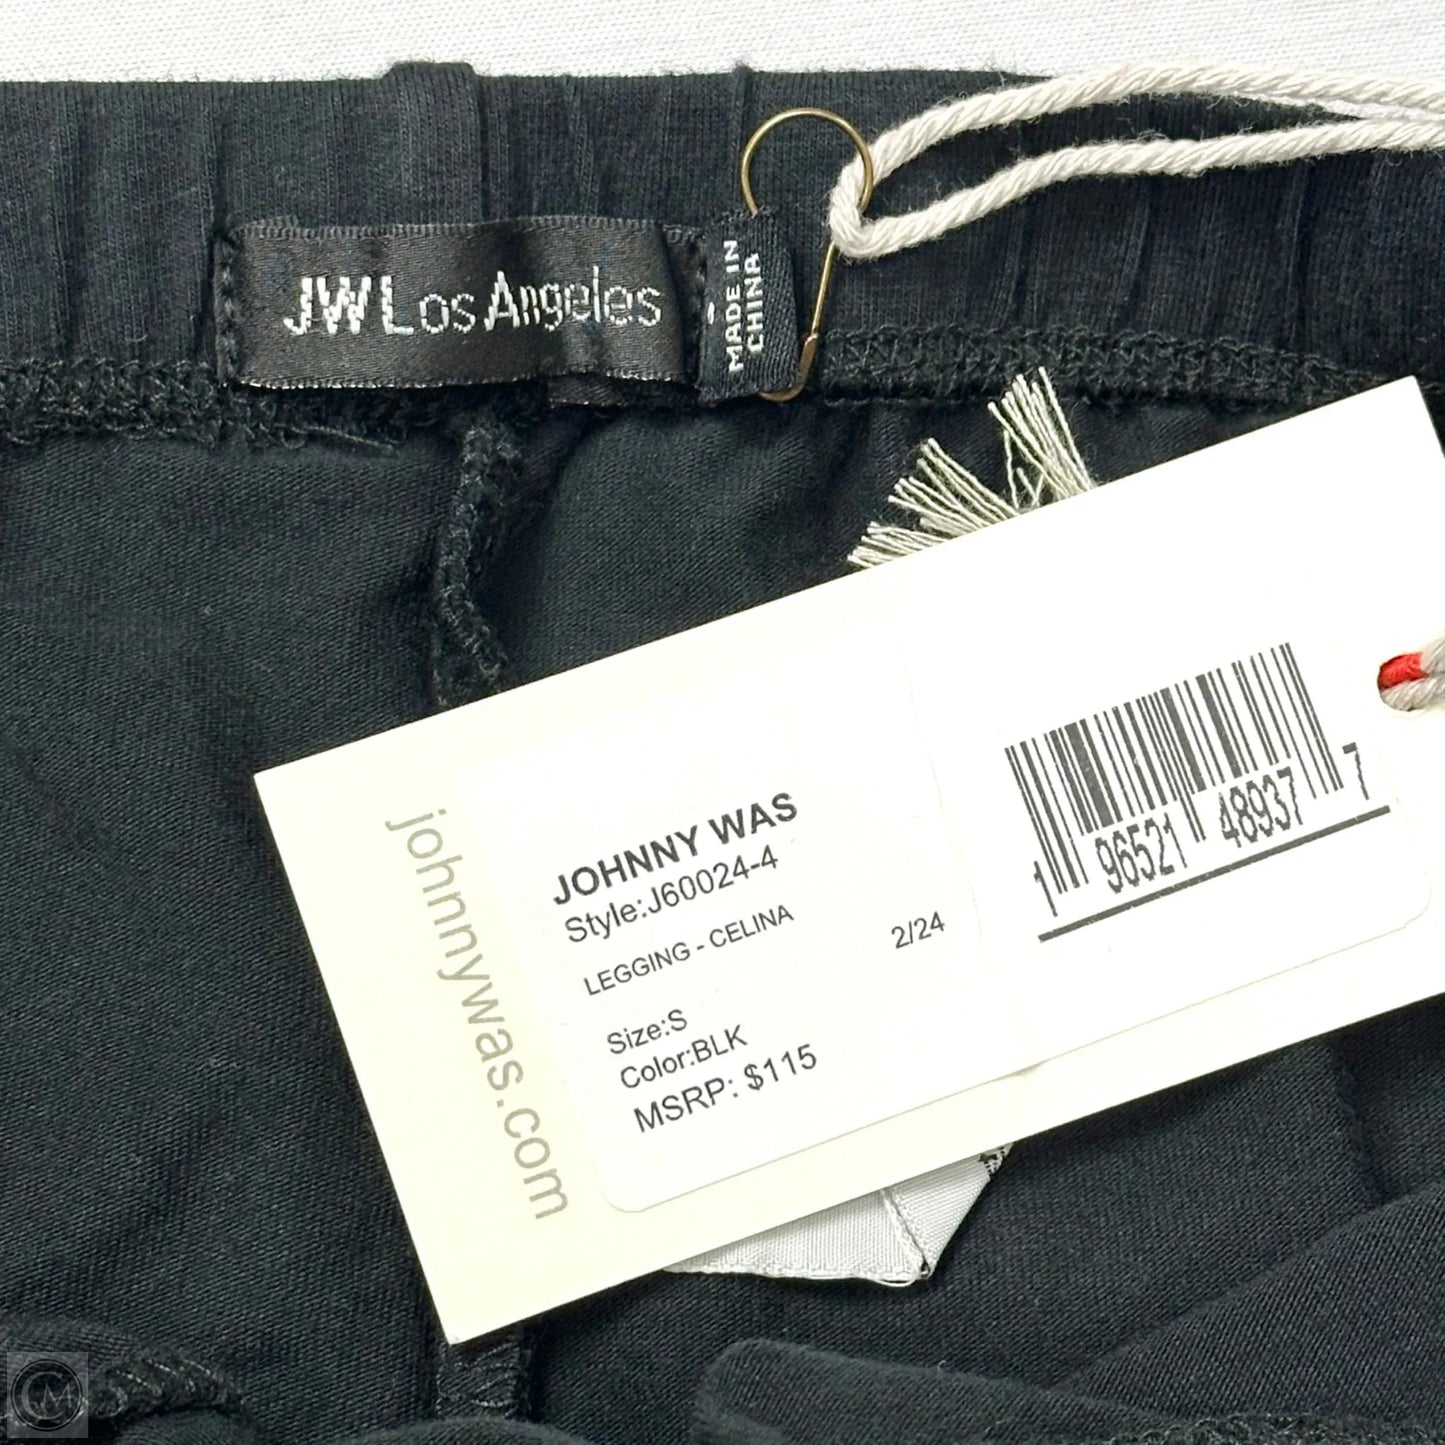 JW Los Angeles
MADE IN
CHINA
johnnywas.com
JOHNNY WAS
Style:J60024-4
LEGGING - CELINA
2/24
Size:S
Color:BLK
MSRP: $115
1 96521 48937 7
CM